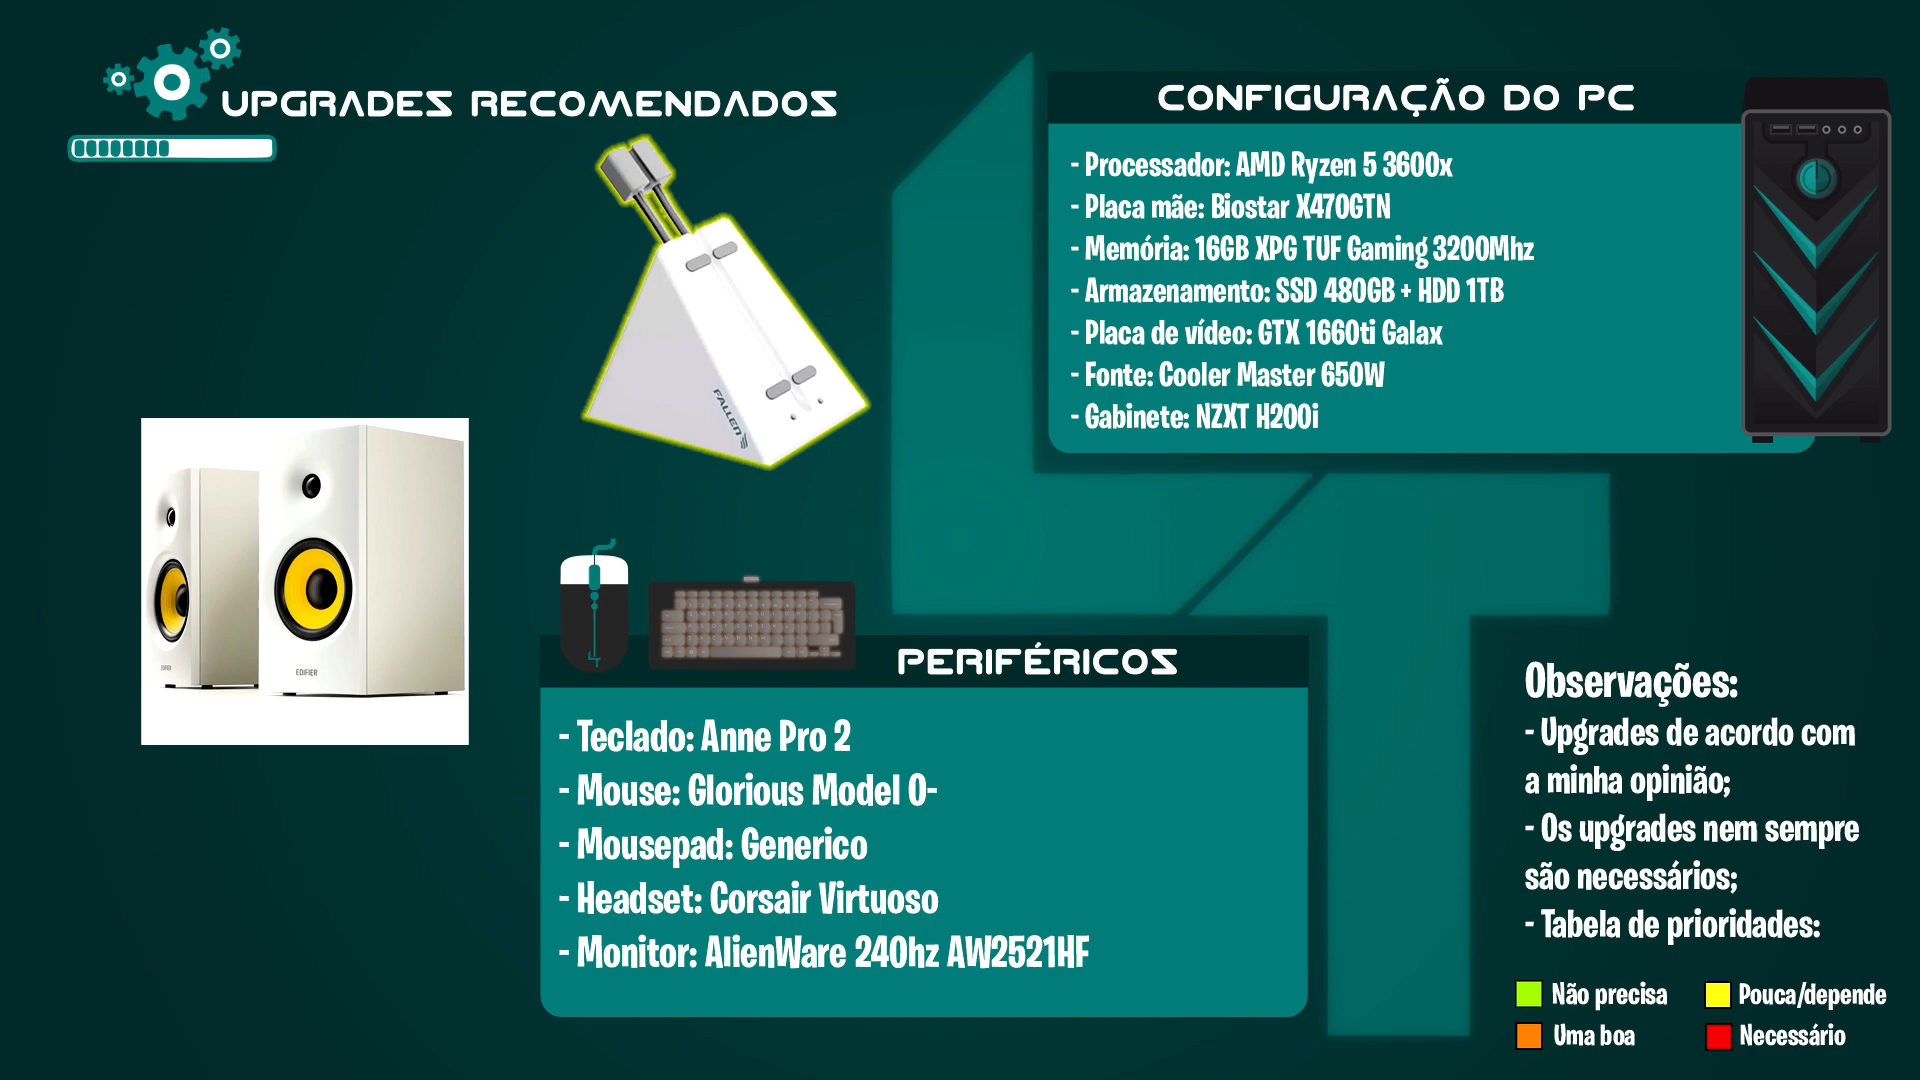 UPGRADES RECOMENDADOS
CONFIGURAÇÃO DO PC
- Processador: AMD Ryzen 5 3600x
- Placa mãe: Biostar X470GTN
- Memória: 16GB XPG TUF Gaming 3200Mhz
- Armazenamento: SSD 480GB + HDD 1TB
- Placa de vídeo: GTX 1660ti Galax
- Fonte: Cooler Master 650W
- Gabinete: NZXT H200i
FALLEN
EDIFIER
EDIFIER
LT
PERIFÉRICOS
- Teclado: Anne Pro 2
- Mouse: Glorious Model O-
- Mousepad: Generico
- Headset: Corsair Virtuoso
- Monitor: AlienWare 240hz AW2521HF
Observações:
- Upgrades de acordo com
a minha opinião;
- Os upgrades nem sempre
são necessários;
- Tabela de prioridades:
Não precisa
Pouca/depende
Uma boa
Necessário